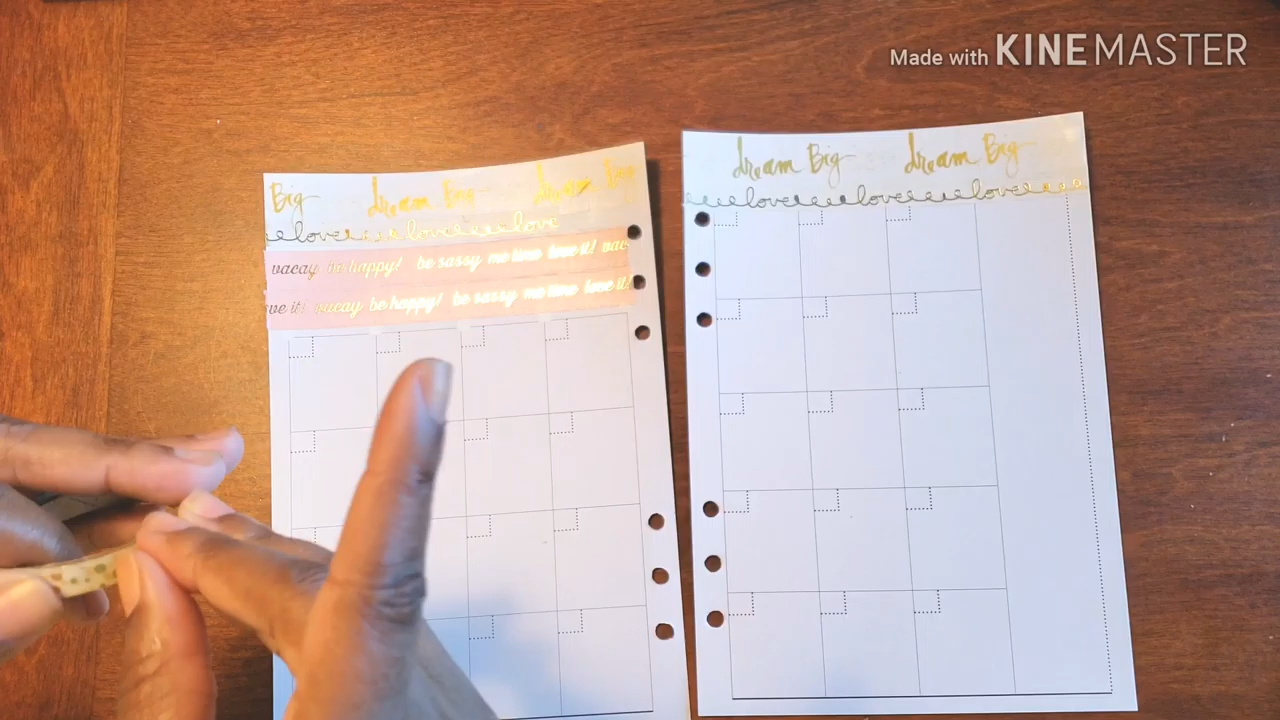 Made with KINEMASTER
Big dream Big dream Big
love love love
vacay be happy! be sassy me time love it! vac
ve it! vacay be happy! be sassy me time love it!
dream Big dream Big
love love love